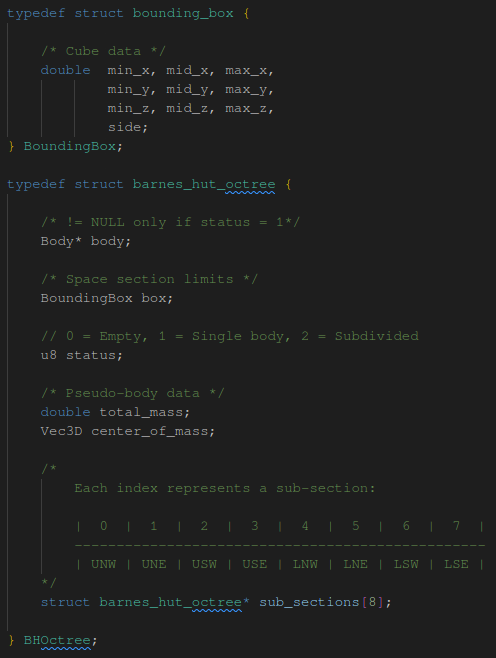 typedef struct bounding_box {
/* Cube data */
double  min_x, mid_x, max_x,
min_y, mid_y, max_y,
min_z, mid_z, max_z,
side;
} BoundingBox;
typedef struct barnes_hut_octree {
/* != NULL only if status = 1*/
Body* body;
/* Space section limits */
BoundingBox box;
// 0 = Empty, 1 = Single body, 2 = Subdivided
u8 status;
/* Pseudo-body data */
double total_mass;
Vec3D center_of_mass;
/*
Each index represents a sub-section:
|  0  |  1  |  2  |  3  |  4  |  5  |  6  |  7  |
-------------------------------------------------
| UNW | UNE | USW | USE | LNW | LNE | LSW | LSE |
*/
struct barnes_hut_octree* sub_sections[8];
} BHOctree;